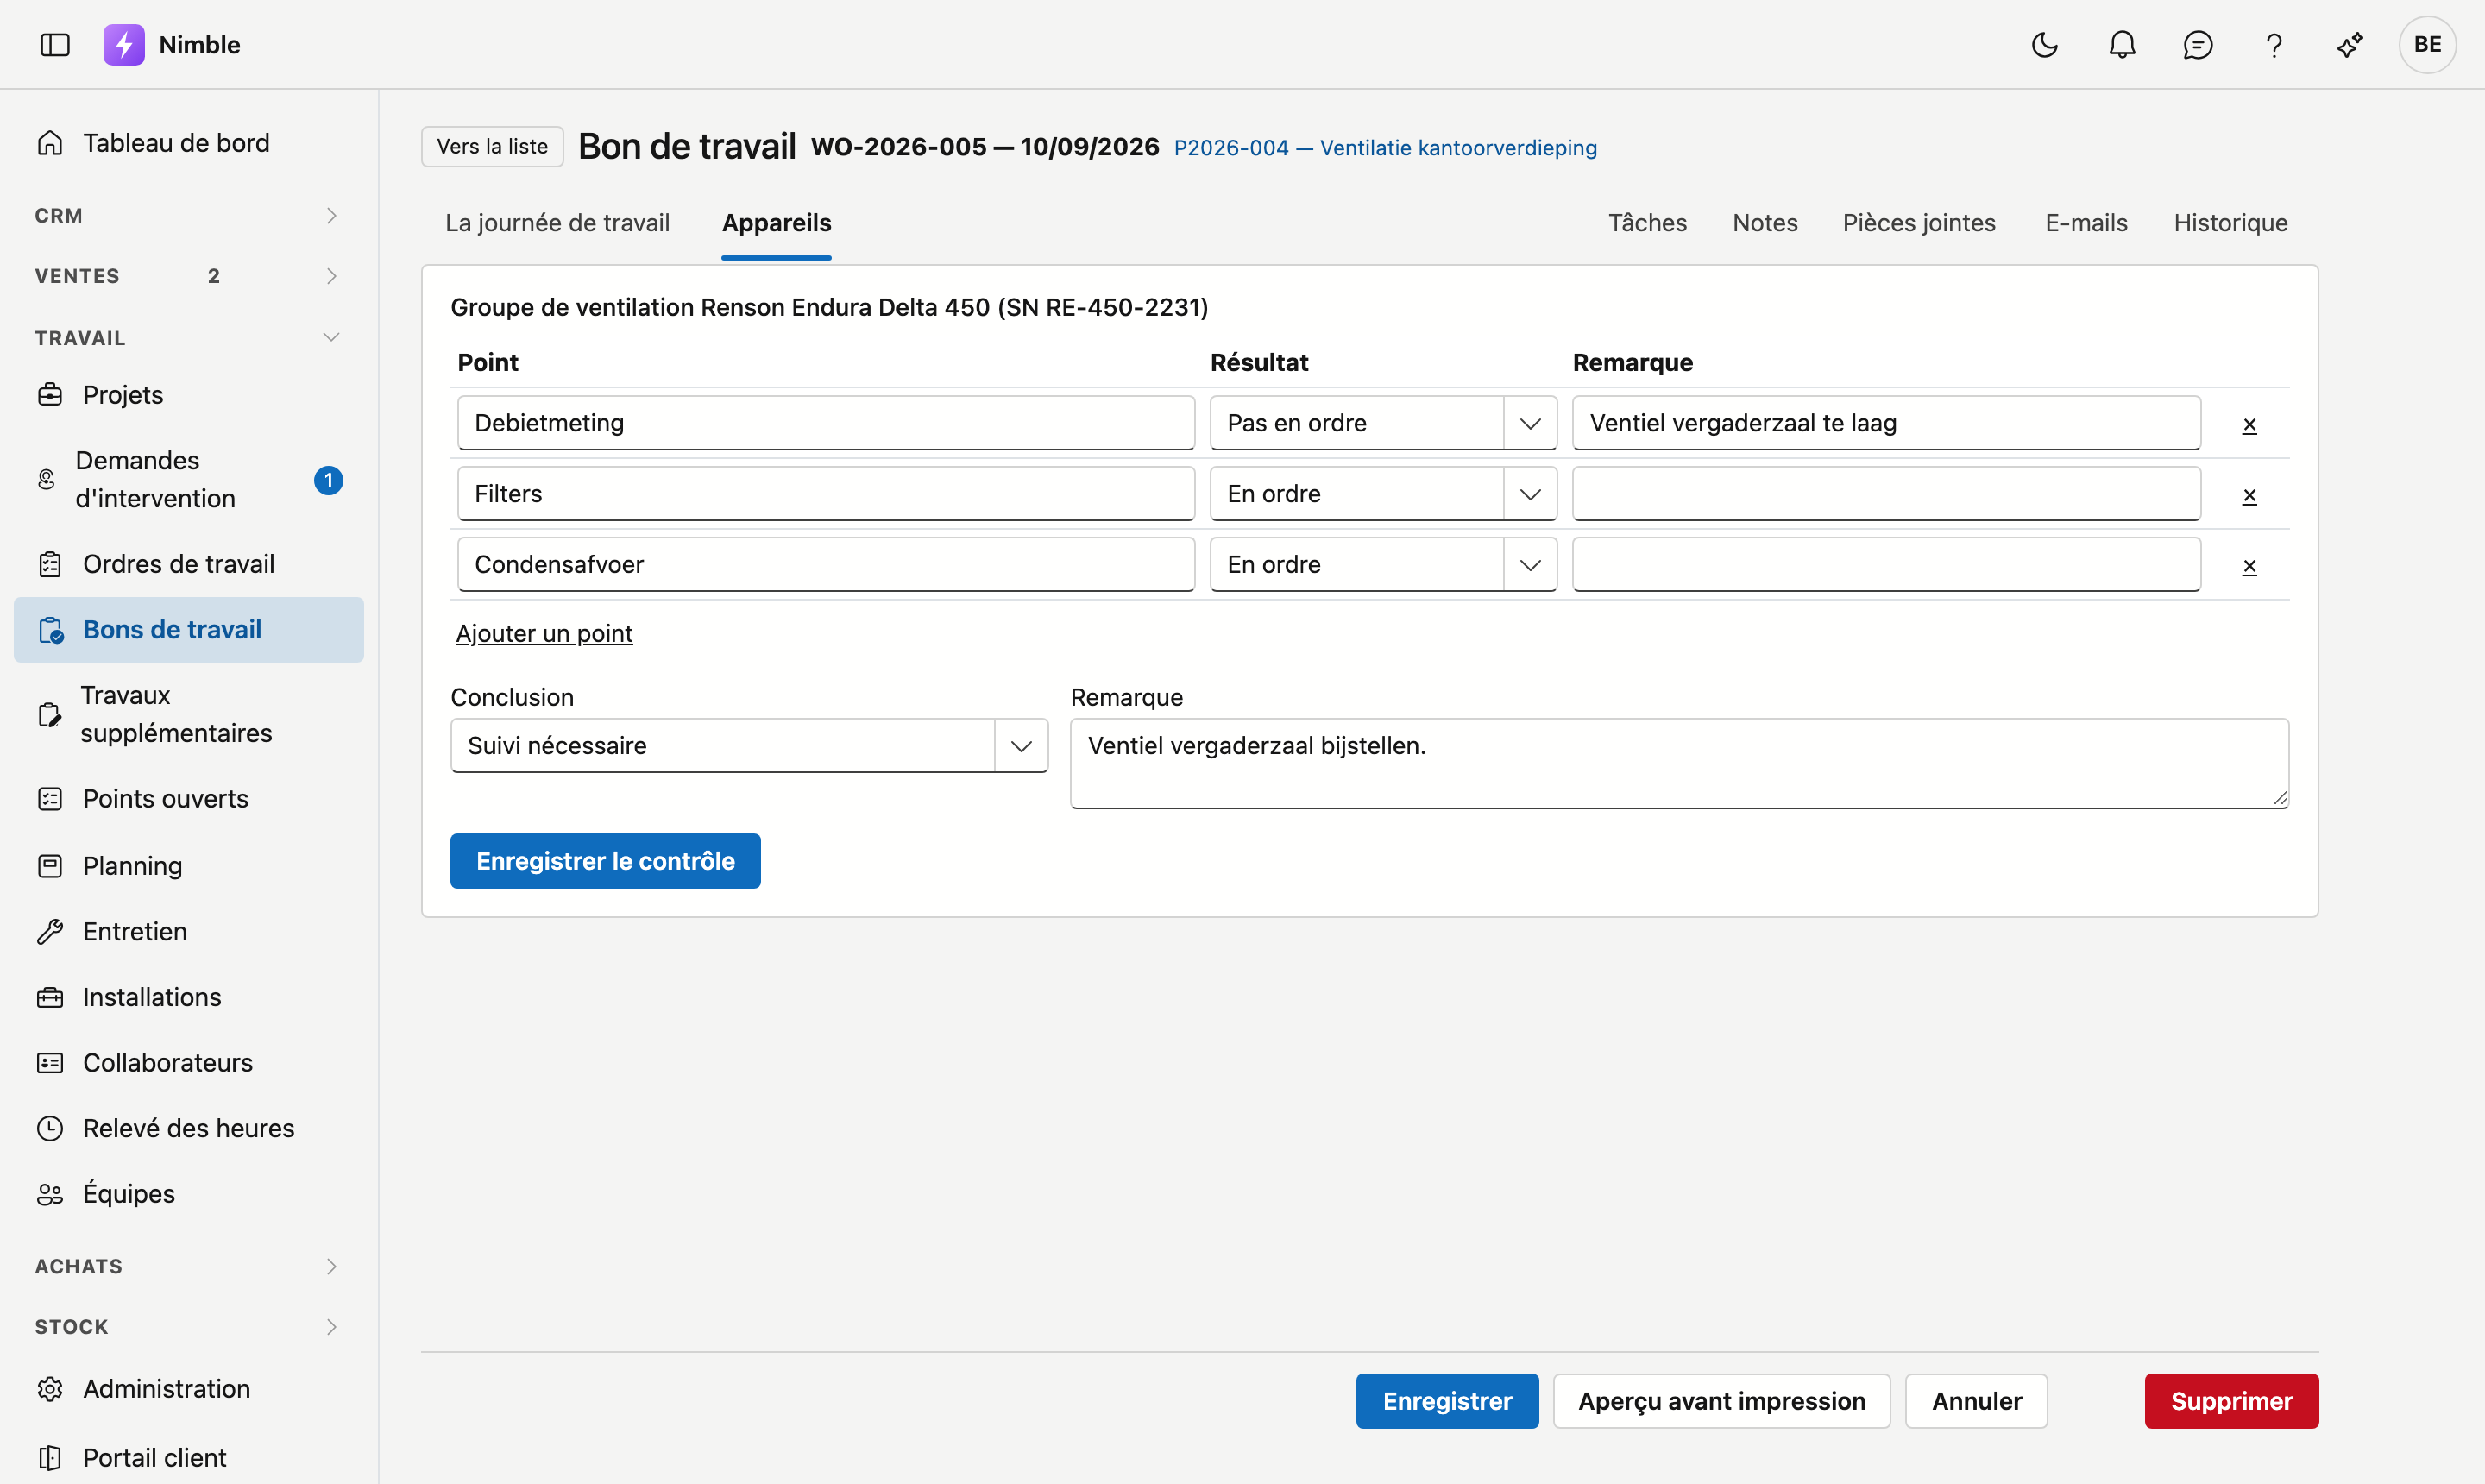 Nimble
BE
Tableau de bord
CRM
VENTES 2
TRAVAIL
Projets
Demandes
d'intervention
1
Ordres de travail
Bons de travail
Travaux
supplémentaires
Points ouverts
Planning
Entretien
Installations
Collaborateurs
Relevé des heures
Équipes
ACHATS
STOCK
Administration
Portail client
Vers la liste Bon de travail WO-2026-005 — 10/09/2026 P2026-004 — Ventilatie kantoorverdieping
La journée de travail Appareils Tâches Notes Pièces jointes E-mails Historique
Groupe de ventilation Renson Endura Delta 450 (SN RE-450-2231)
Point Résultat Remarque
Debietmeting Pas en ordre Ventiel vergaderzaal te laag x
Filters En ordre x
Condensafvoer En ordre x
Ajouter un point
Conclusion Remarque
Suivi nécessaire Ventiel vergaderzaal bijstellen.
Enregistrer le contrôle
Enregistrer Aperçu avant impression Annuler Supprimer